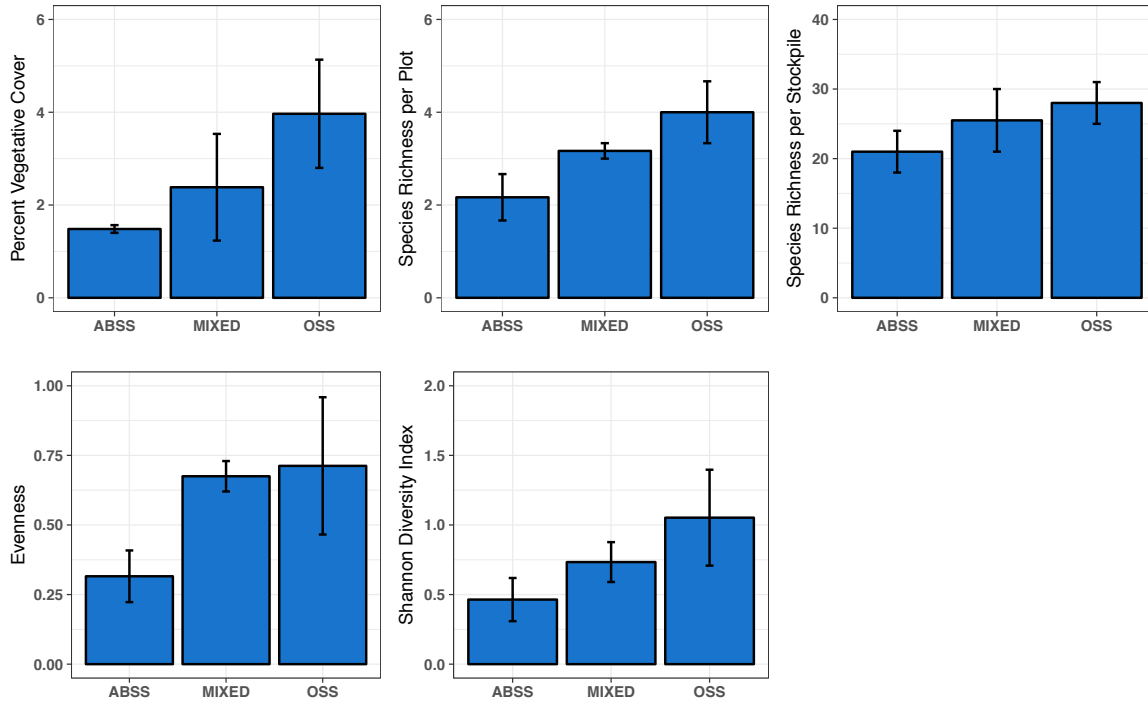 Percent Vegetative Cover
6
4
2
0
ABSS MIXED OSS
Species Richness per Plot
6
4
2
0
ABSS MIXED OSS
Species Richness per Stockpile
40
30
20
10
0
ABSS MIXED OSS
Evenness
1.00
0.75
0.50
0.25
0.00
ABSS MIXED OSS
Shannon Diversity Index
2.0
1.5
1.0
0.5
0.0
ABSS MIXED OSS